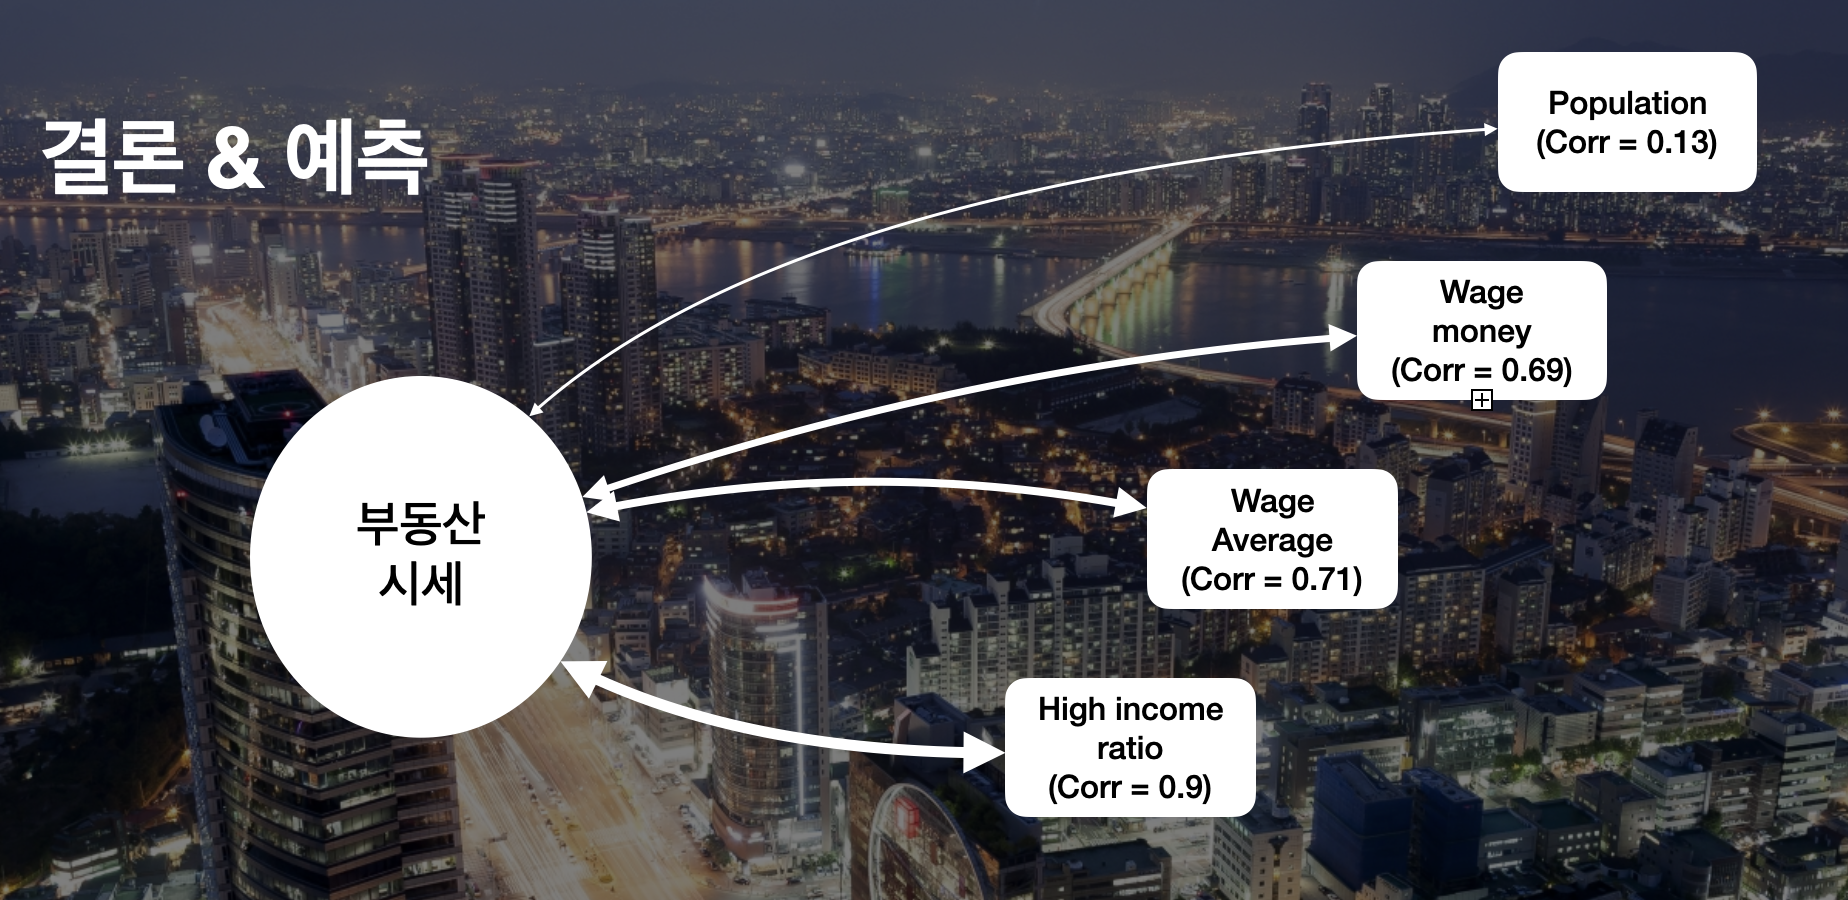 결론 & 예측
Population
(Corr = 0.13)
Wage
money
(Corr = 0.69)
Wage
Average
(Corr = 0.71)
부동산
시세
High income
ratio
(Corr = 0.9)